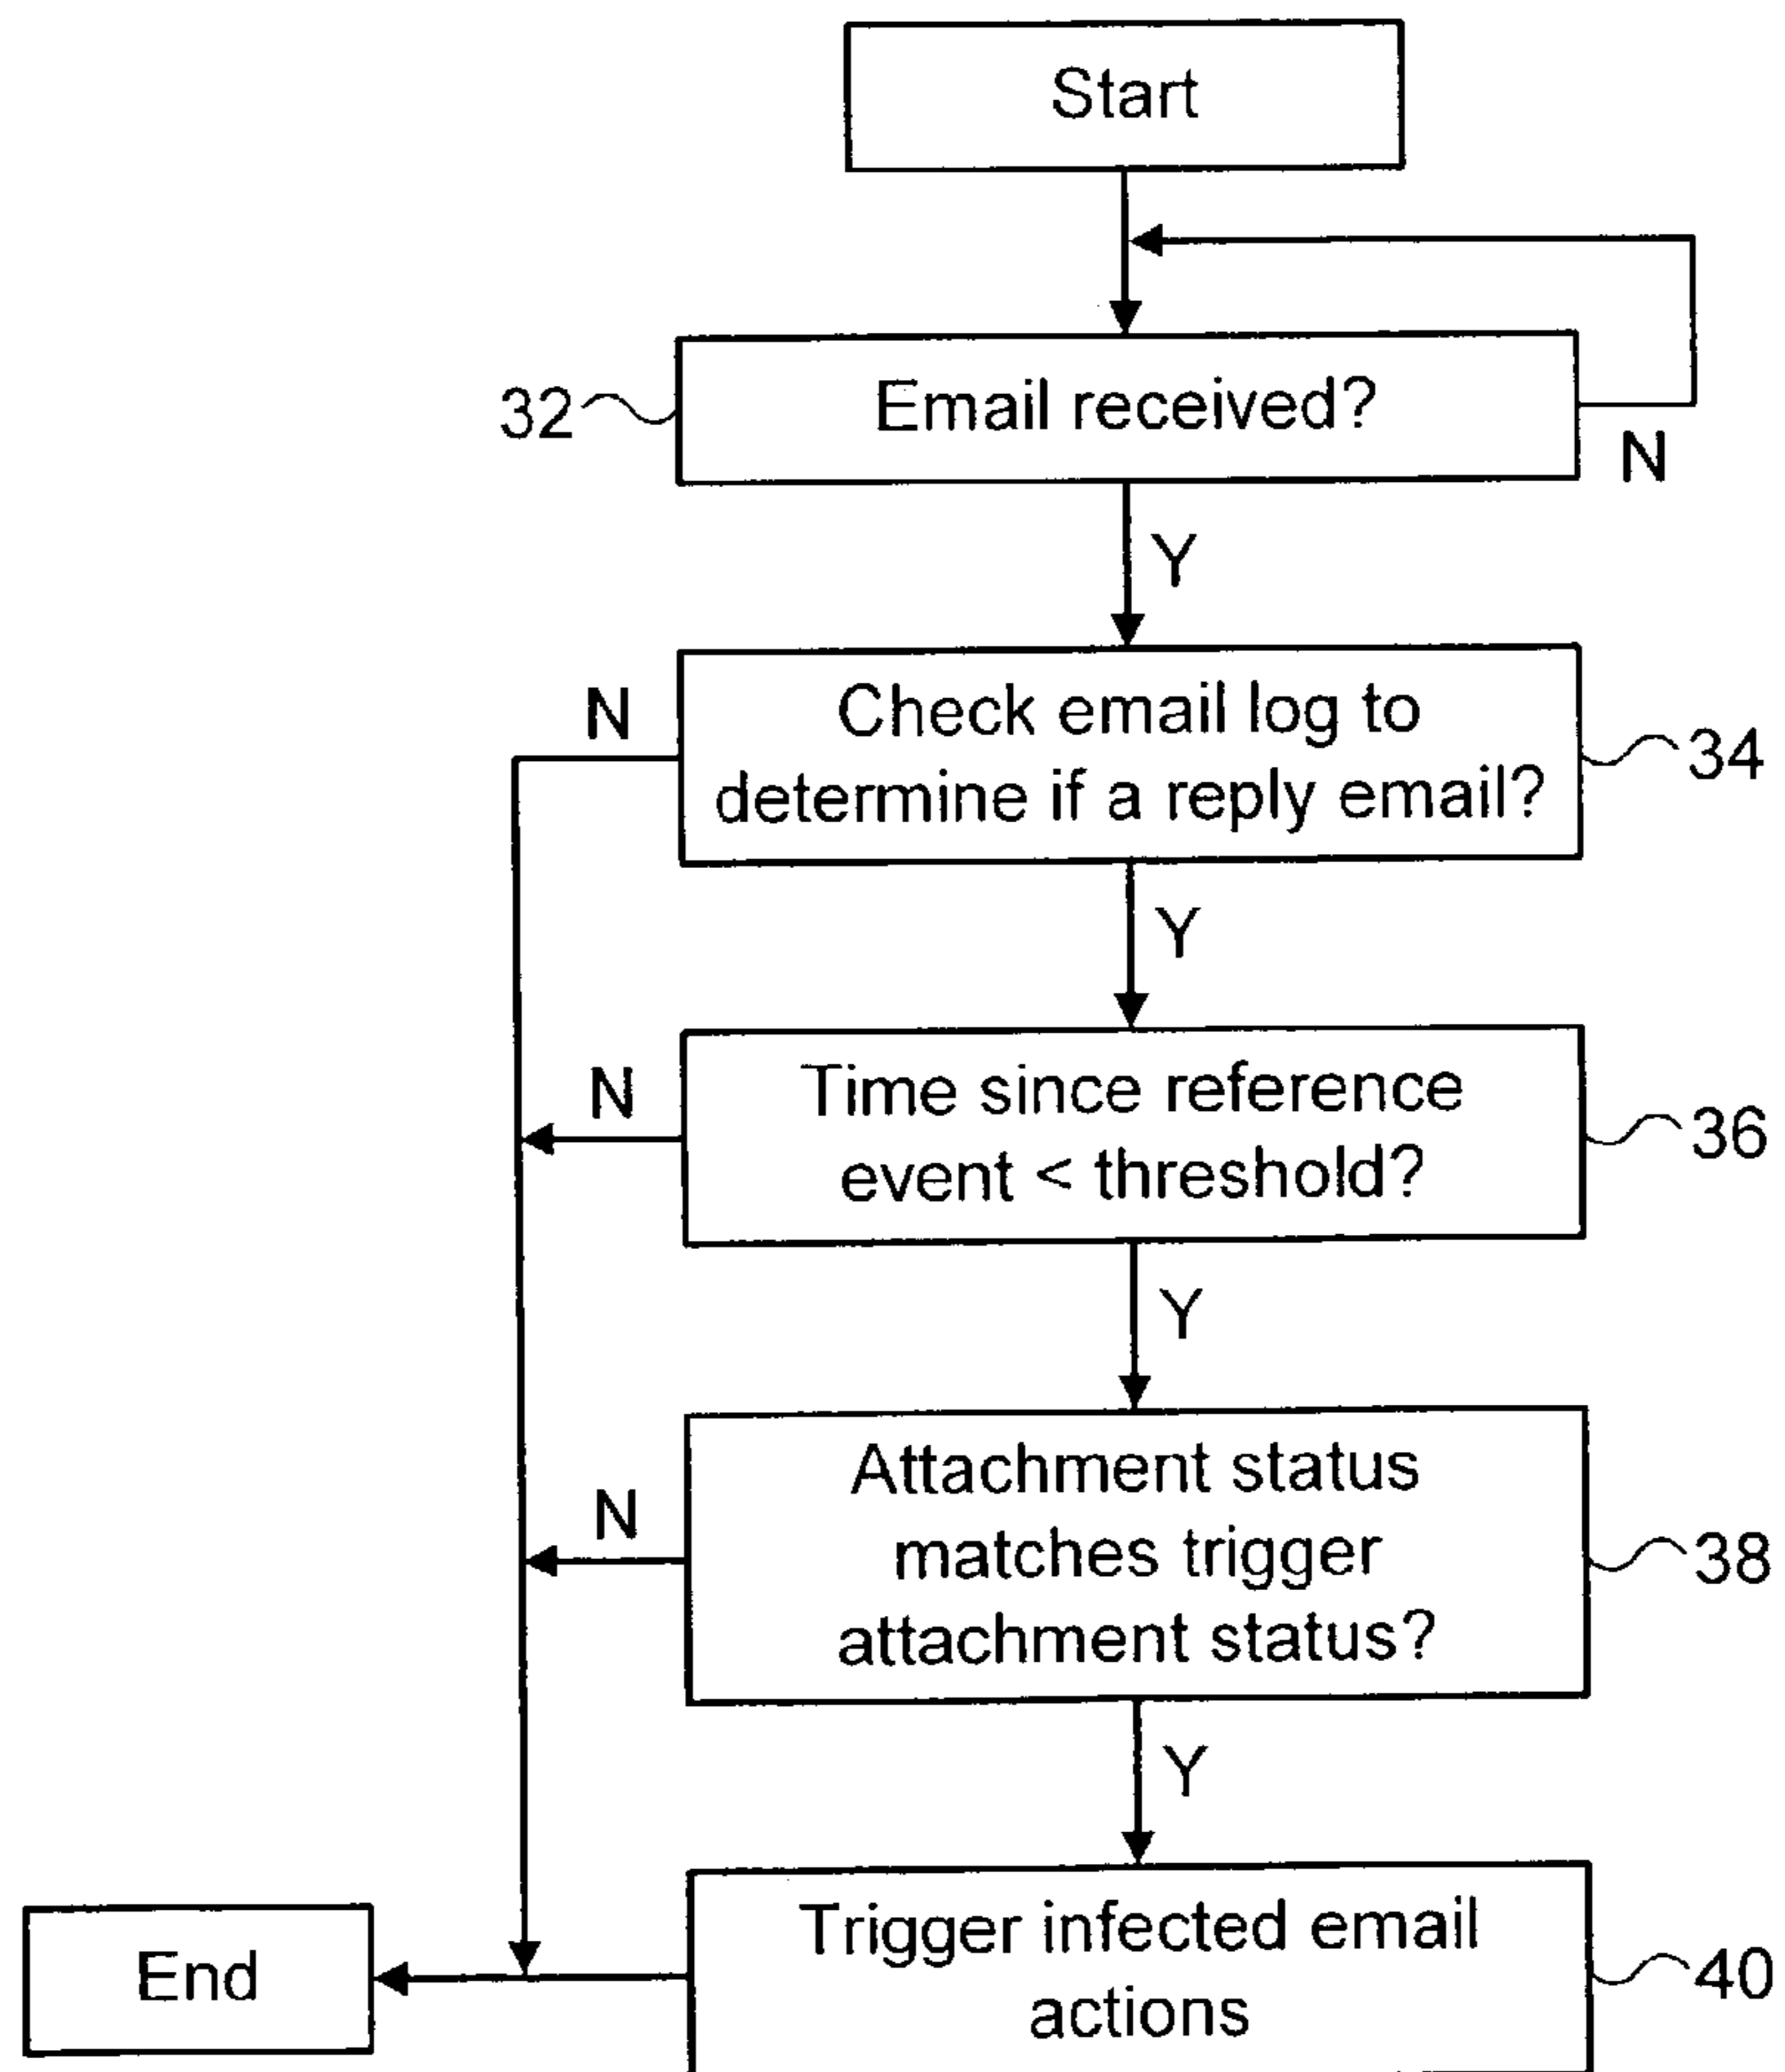 Start
32
Email received?
N
Y
N
Check email log to
determine if a reply email?
34
Y
N
Time since reference
event < threshold?
36
Y
N
Attachment status
matches trigger
attachment status?
38
Y
Trigger infected email
actions
40
End